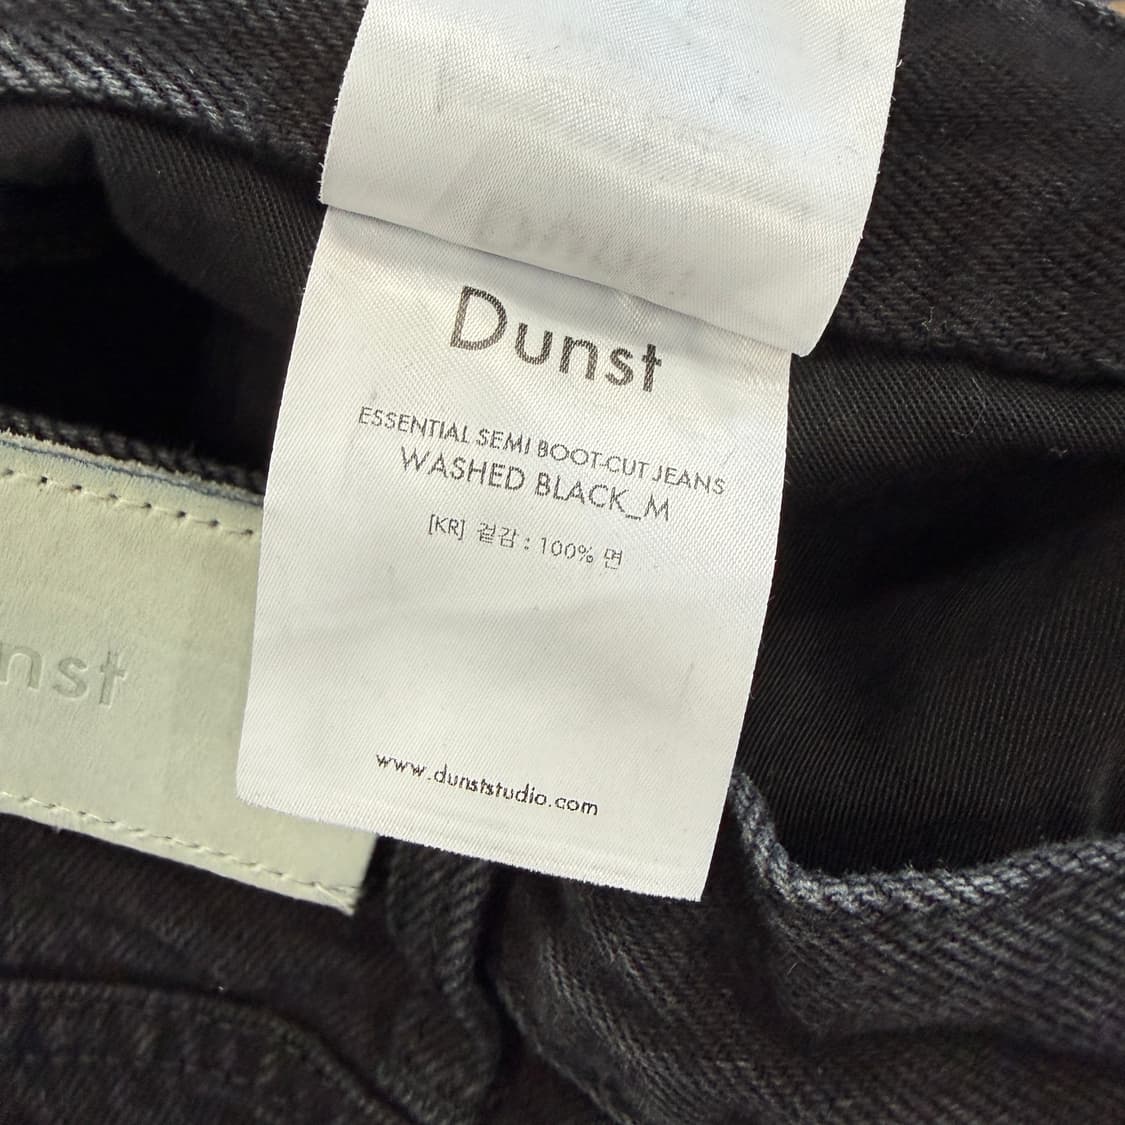 Dunst
ESSENTIAL SEMI BOOT-CUT JEANS
WASHED BLACK_M
[KR] 겉감 : 100% 면
www.dunststudio.com
nst